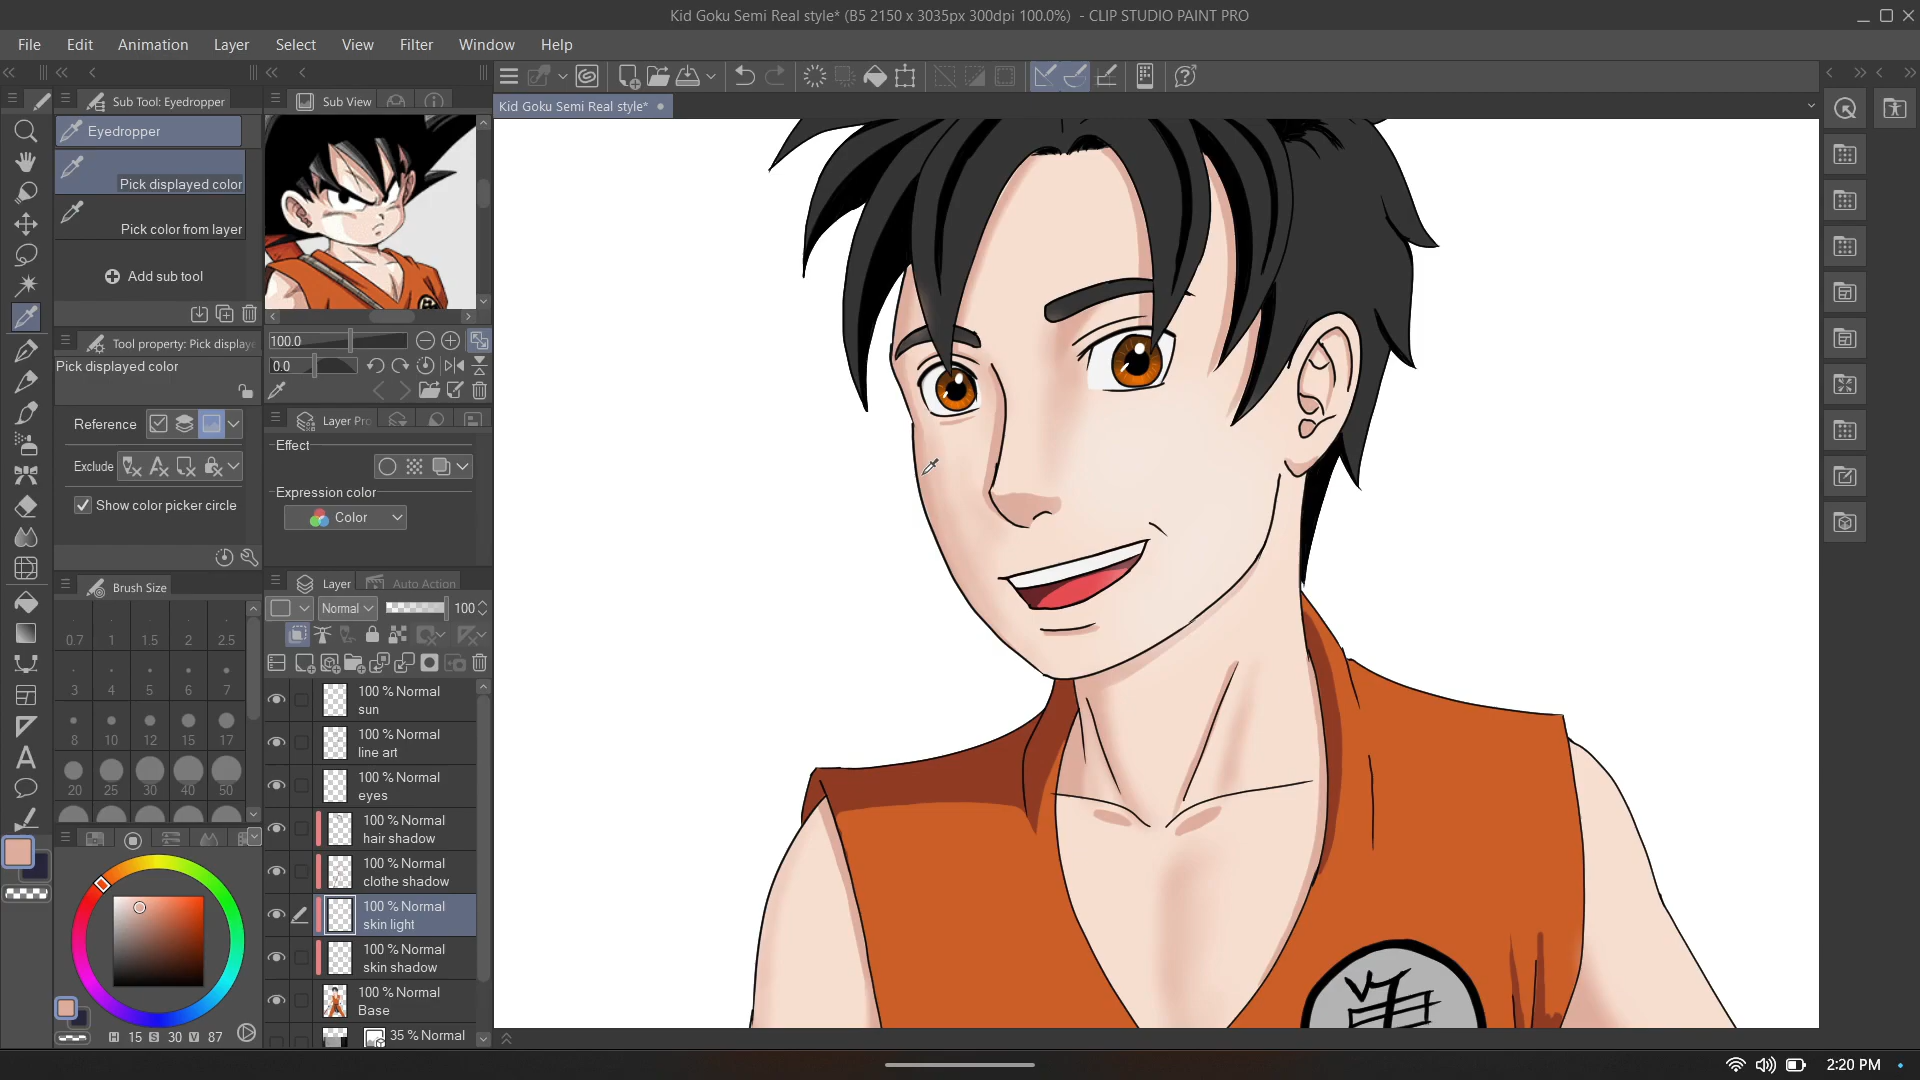 Kid Goku Semi Real style* (B5 2150 x 3035px 300dpi 100.0%) - CLIP STUDIO PAINT PRO
File Edit Animation Layer Select View Filter Window Help
Sub Tool: Eyedropper
Sub View
Kid Goku Semi Real style*
Eyedropper
Pick displayed color
Pick color from layer
Add sub tool
Tool property: Pick displaye
Pick displayed color
Reference
Exclude
Show color picker circle
100.0
0.0
Layer Pro
Effect
Expression color
Color
Brush Size
0.7 1 1.5 2 2.5
3 4 5 6 7
8 10 12 15 17
20 25 30 40 50
H 15 S 30 V 87
Layer Auto Action
Normal 100
100 % Normal
sun
100 % Normal
line art
100 % Normal
eyes
100 % Normal
hair shadow
100 % Normal
clothe shadow
100 % Normal
skin light
100 % Normal
skin shadow
100 % Normal
Base
35 % Normal
2:20 PM